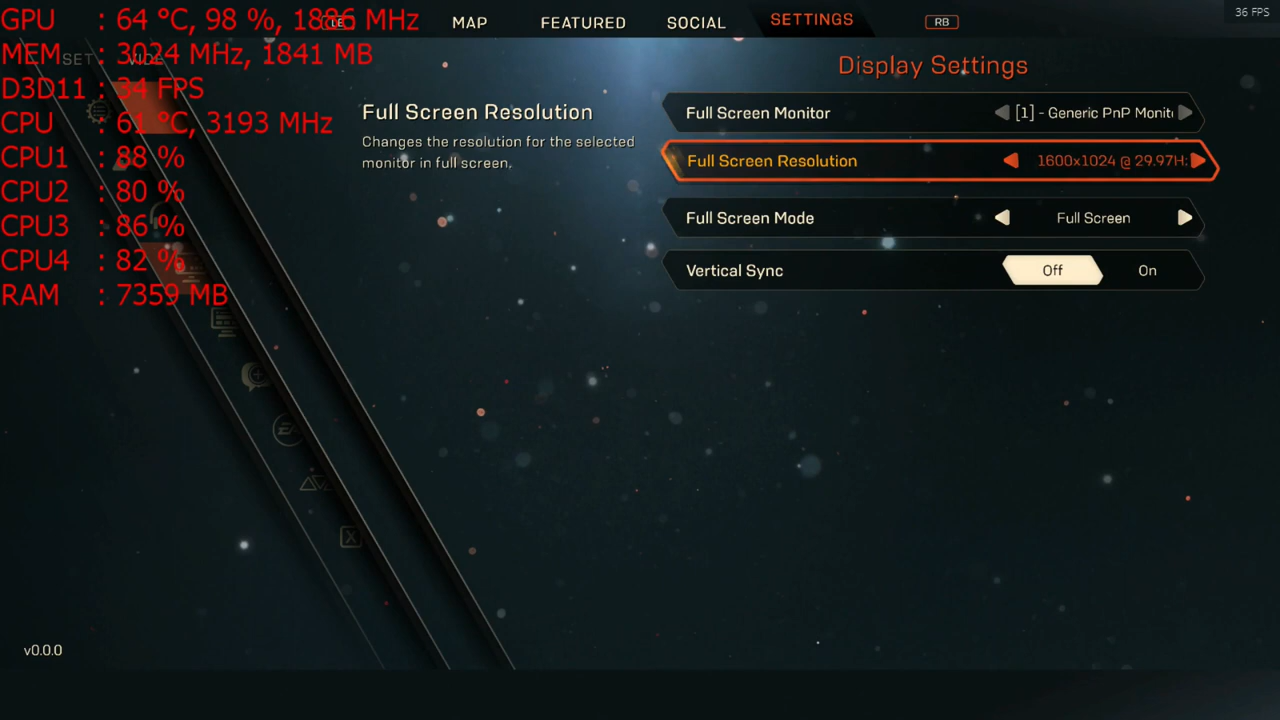 GPU : 64 °C, 98 %, 1886 MHz
MEM : 3024 MHz, 1841 MB
D3D11 : 34 FPS
CPU : 61 °C, 3193 MHz
CPU1 : 88 %
CPU2 : 80 %
CPU3 : 86 %
CPU4 : 82 %
RAM : 7359 MB
MAP FEATURED SOCIAL SETTINGS RB
36 FPS
Display Settings
Full Screen Resolution
Changes the resolution for the selected
monitor in full screen.
Full Screen Monitor [1] - Generic PnP Monit
Full Screen Resolution 1600x1024 @ 29.97H:
Full Screen Mode Full Screen
Vertical Sync Off On
EA
X
v0.0.0